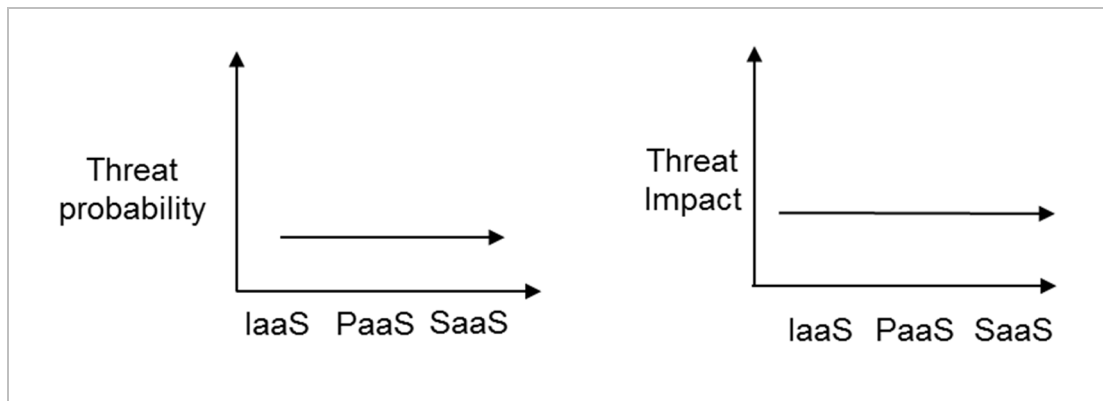 Threat
probability
IaaS PaaS SaaS
Threat
Impact
IaaS PaaS SaaS